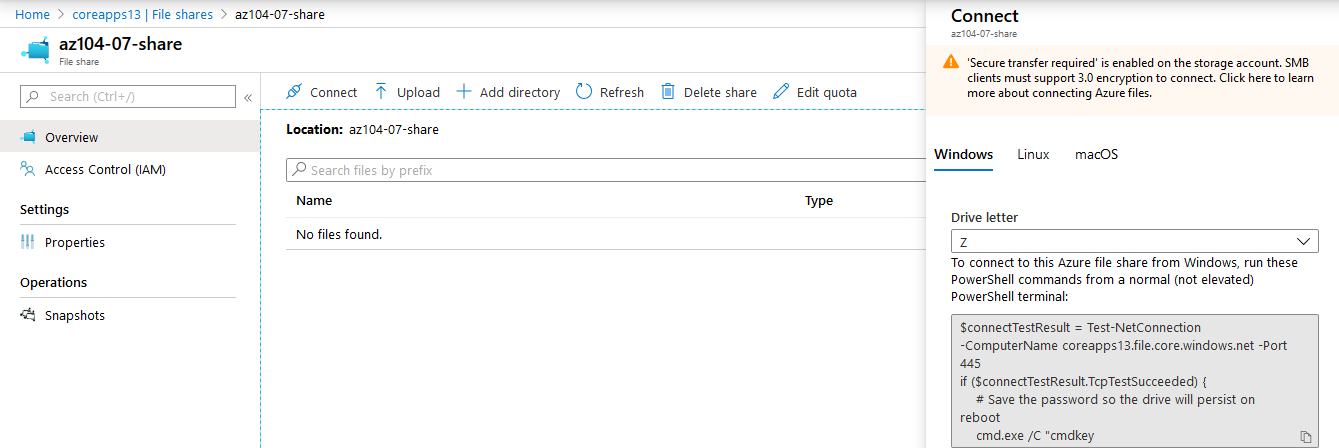 Home > coreapps13 | File shares > az104-07-share
az104-07-share
File share
Search (Ctrl+/)
«
Overview
Access Control (IAM)
Settings
Properties
Operations
Snapshots
Connect
Upload
Add directory
Refresh
Delete share
Edit quota
Location: az104-07-share
Search files by prefix
Name Type
No files found.
Connect
az104-07-share
'Secure transfer required' is enabled on the storage account. SMB
clients must support 3.0 encryption to connect. Click here to learn
more about connecting Azure files.
Windows Linux macOS
Drive letter
Z
To connect to this Azure file share from Windows, run these
PowerShell commands from a normal (not elevated)
PowerShell terminal:
$connectTestResult = Test-NetConnection
-ComputerName coreapps13.file.core.windows.net -Port
445
if ($connectTestResult.TcpTestSucceeded) {
# Save the password so the drive will persist on
reboot
cmd.exe /C "cmdkey